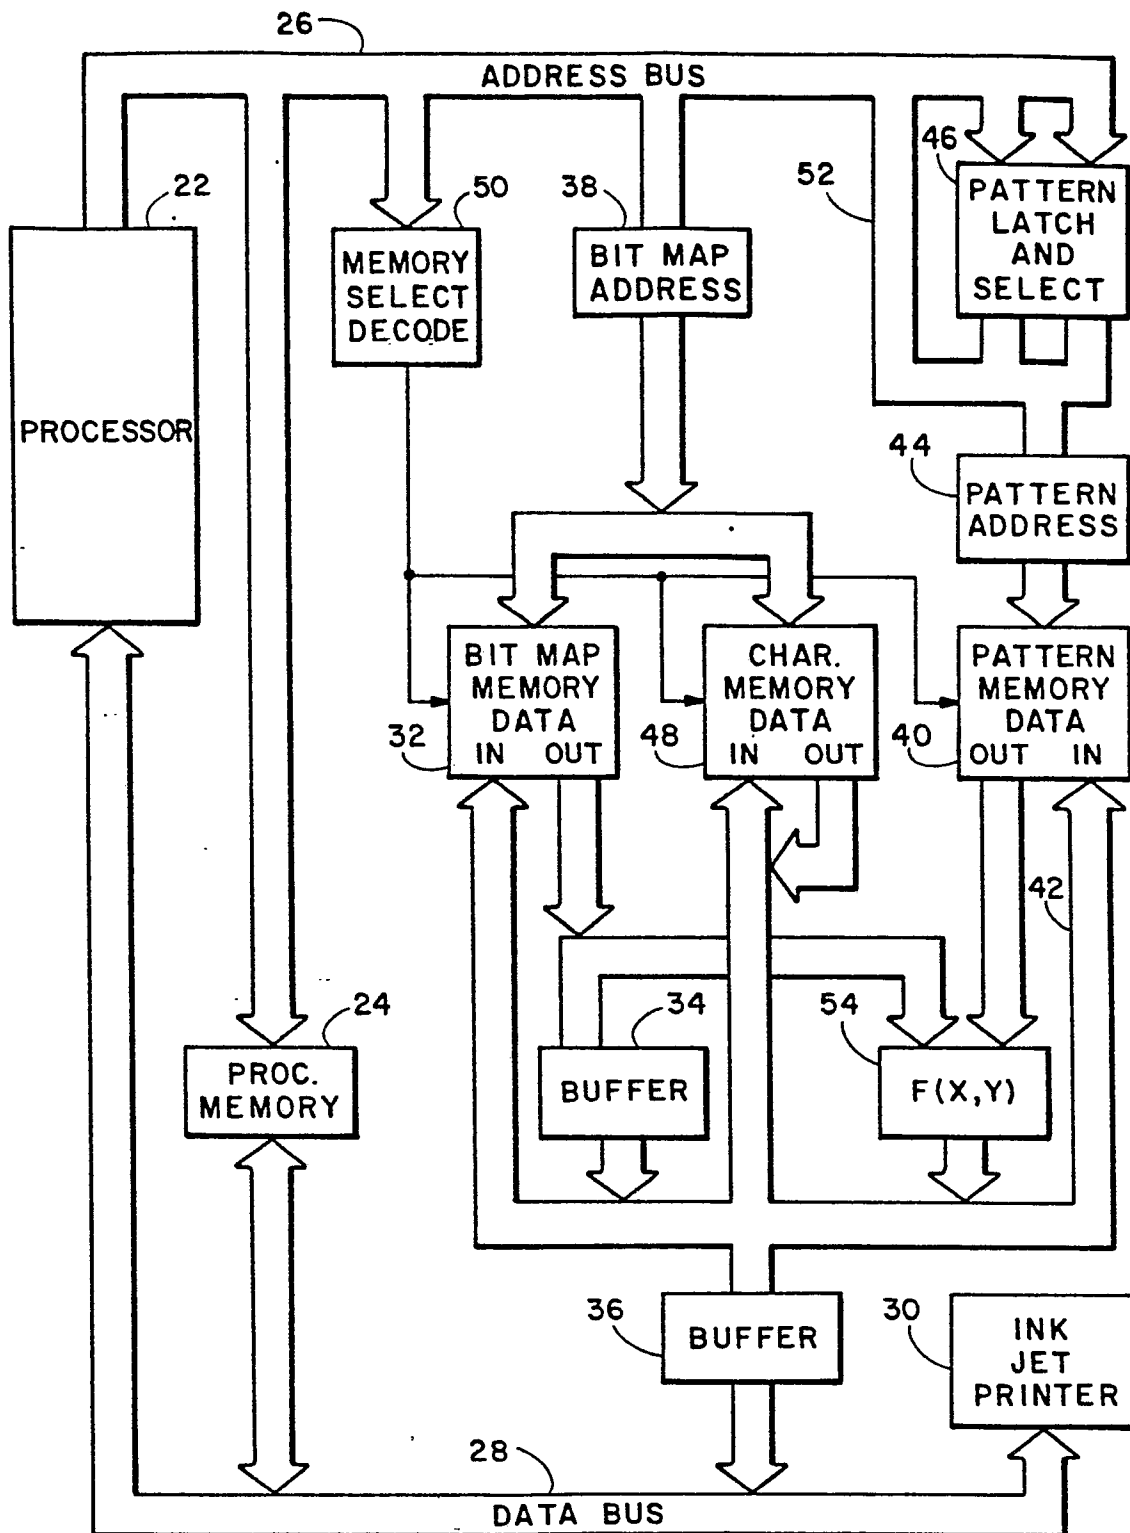 26
ADDRESS BUS
22
50
38
52
46
PATTERN
LATCH
AND
SELECT
MEMORY
SELECT
DECODE
BIT MAP
ADDRESS
PROCESSOR
44
PATTERN
ADDRESS
BIT MAP
MEMORY
DATA
IN OUT
32
CHAR.
MEMORY
DATA
IN OUT
48
PATTERN
MEMORY
DATA
OUT IN
40
42
24
PROC.
MEMORY
34
BUFFER
54
F(X,Y)
36
BUFFER
30
INK
JET
PRINTER
28
DATA BUS